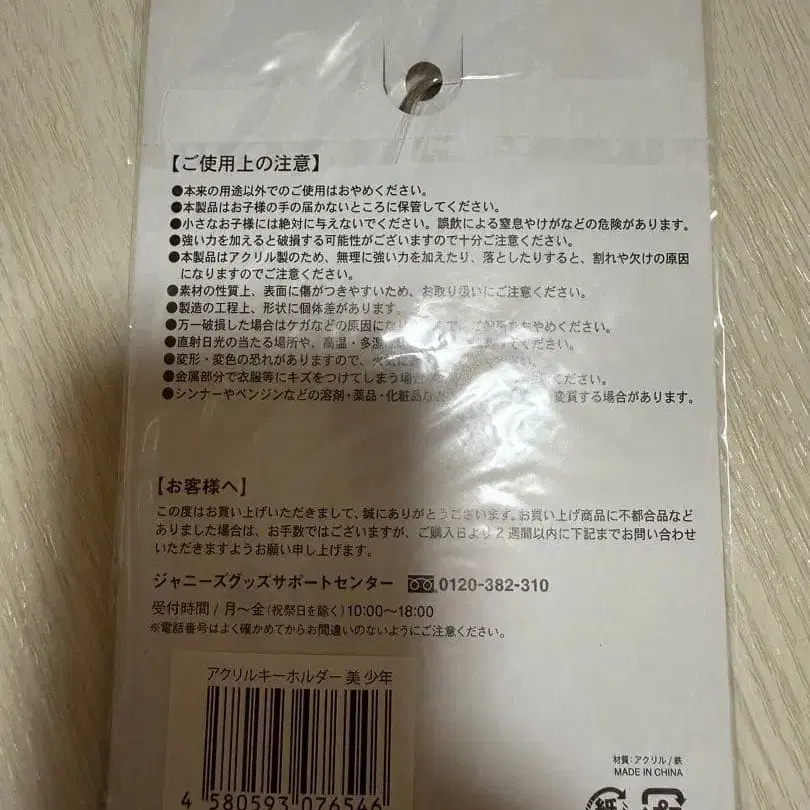 【ご使用上の注意】
●本来の用途以外でのご使用はおやめください。
●本製品はお子様の手の届かないところに保管してください。
●小さなお子様には絶対に与えないでください。誤飲による窒息やけがなどの危険があります。
●強い力を加えると破損する可能性がございますので十分ご注意ください。
●本製品はアクリル製のため、無理に強い力を加えたり、落としたりすると、割れや欠けの原因
になりますのでご注意ください。
●素材の性質上、表面に傷がつきやすいため、お取り扱いにご注意ください。
●製造の工程上、形状に個体差があります。
●万一破損した場合はケガなどの原因にな おやめください。
●直射日光の当たる場所や、高温・多湿 ください。
●変形・変色の恐れがありますので、火気に
●金属部分で衣服等にキズをつけてしまう場合 ください。
●シンナーやベンジンなどの溶剤・薬品・化粧品な 変質する場合があります。
【お客様へ】
この度はお買い上げいただきまして、誠にありがとうございます。お買い上げ商品に不都合品など
ありました場合は、お手数ではございますが、ご購入日より2週間以内に下記までお問い合わせ
いただきますようお願い申し上げます。
ジャニーズグッズサポートセンター 0120-382-310
受付時間/月〜金(祝祭日を除く)10:00〜18:00
※電話番号はよく確かめてからお間違いのないようにご注意ください。
アクリルキーホルダー 美 少年
4 580593 076546
材質:アクリル/鉄
MADE IN CHINA
紙